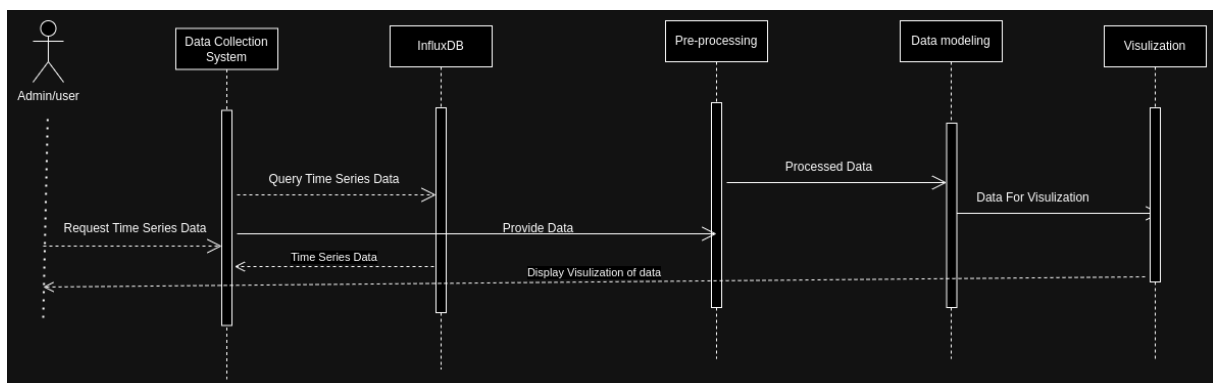 Data Collection
System
InfluxDB
Pre-processing
Data modeling
Visulization
Admin/user
Processed Data
Query Time Series Data
Data For Visulization
Request Time Series Data
Provide Data
Time Series Data
Display Visulization of data